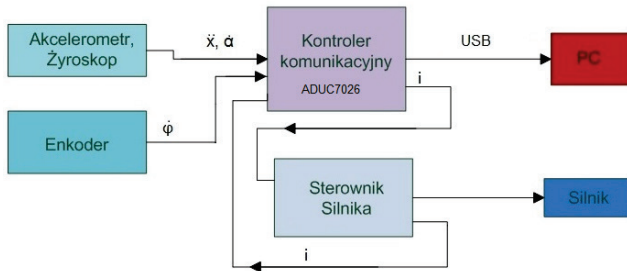 Akcelerometr,
Żyroskop
ẍ, α̇
Kontroler
komunikacyjny
ADUC7026
USB
PC
i
Enkoder
φ̇
Sterownik
Silnika
Silnik
i